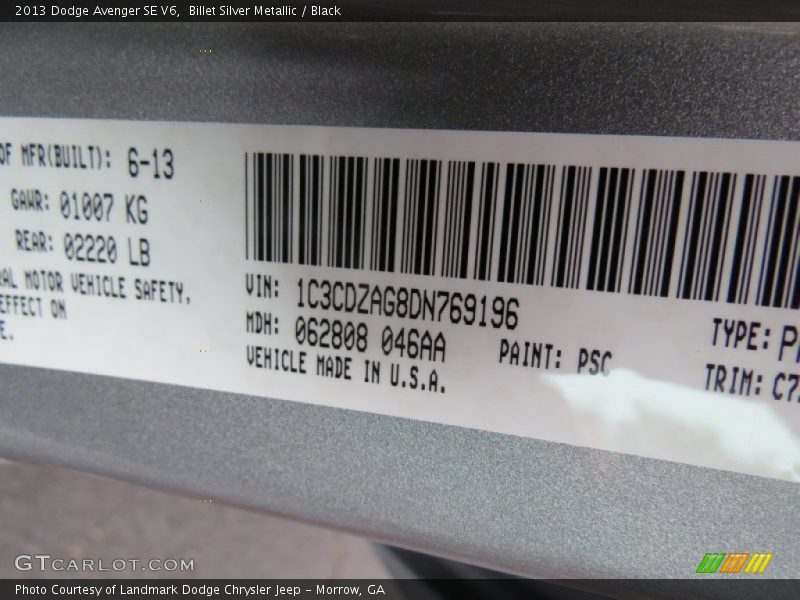 2013 Dodge Avenger SE V6,  Billet Silver Metallic / Black
OF MFR(BUILT): 6-13
GAWR: 01007 KG
REAR: 02220 LB
MOTOR VEHICLE SAFETY,
EFFECT ON
VIN: 1C3CDZAG8DN769196
MDH: 062808 046AA
VEHICLE MADE IN U.S.A.
PAINT: PSC
TYPE:
TRIM:
GTCARLOT.COM
Photo Courtesy of Landmark Dodge Chrysler Jeep – Morrow, GA